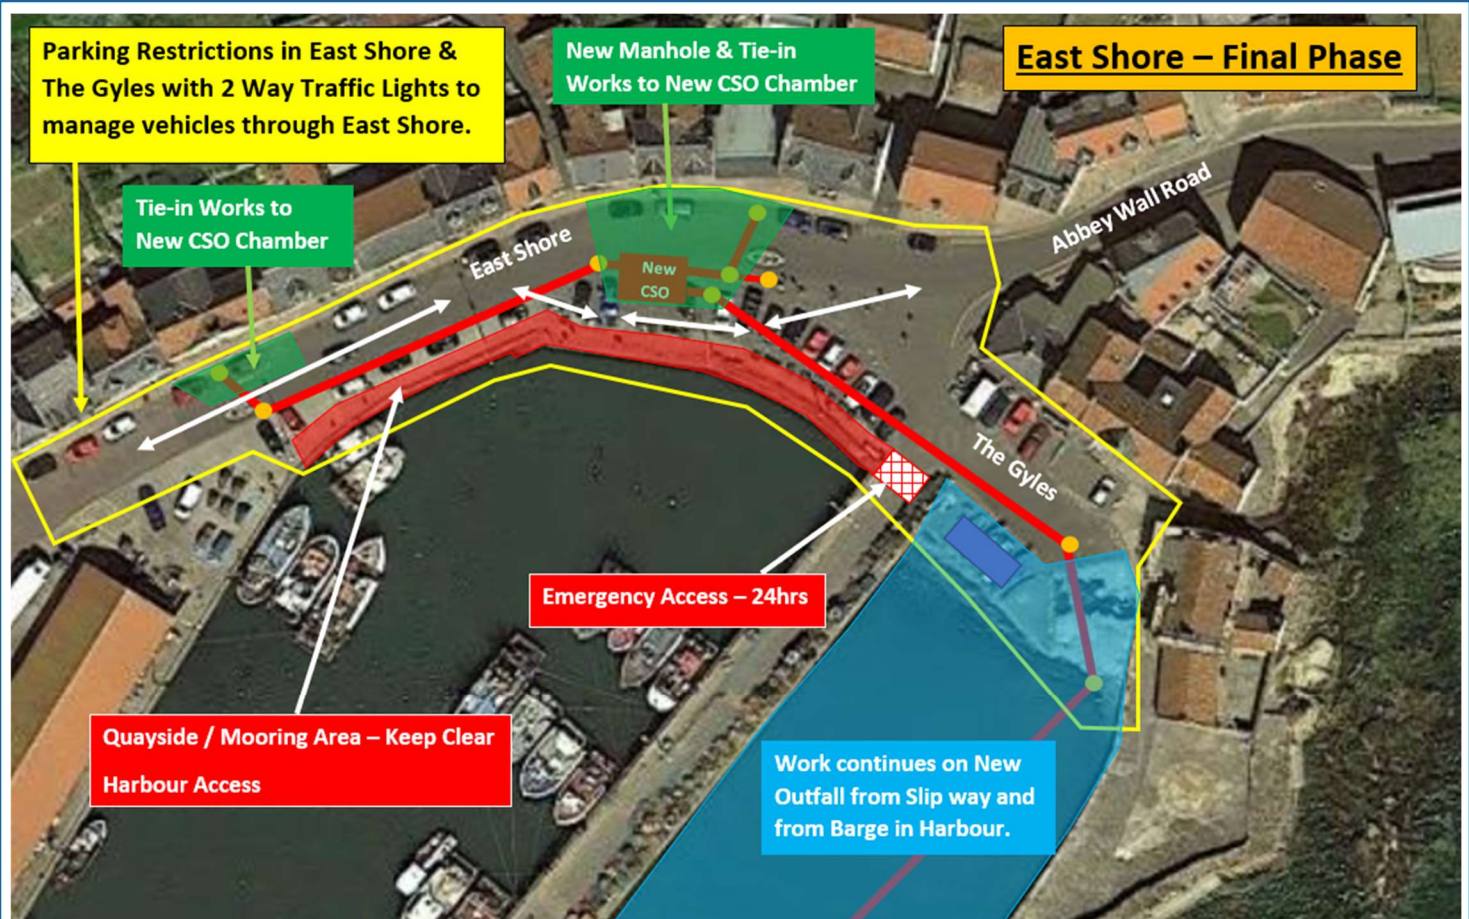 Parking Restrictions in East Shore &
The Gyles with 2 Way Traffic Lights to
manage vehicles through East Shore.
New Manhole & Tie-in
Works to New CSO Chamber
East Shore – Final Phase
Tie-in Works to
New CSO Chamber
Abbey Wall Road
East Shore
New
CSO
The Gyles
Emergency Access – 24hrs
Quayside / Mooring Area – Keep Clear
Harbour Access
Work continues on New
Outfall from Slip way and
from Barge in Harbour.